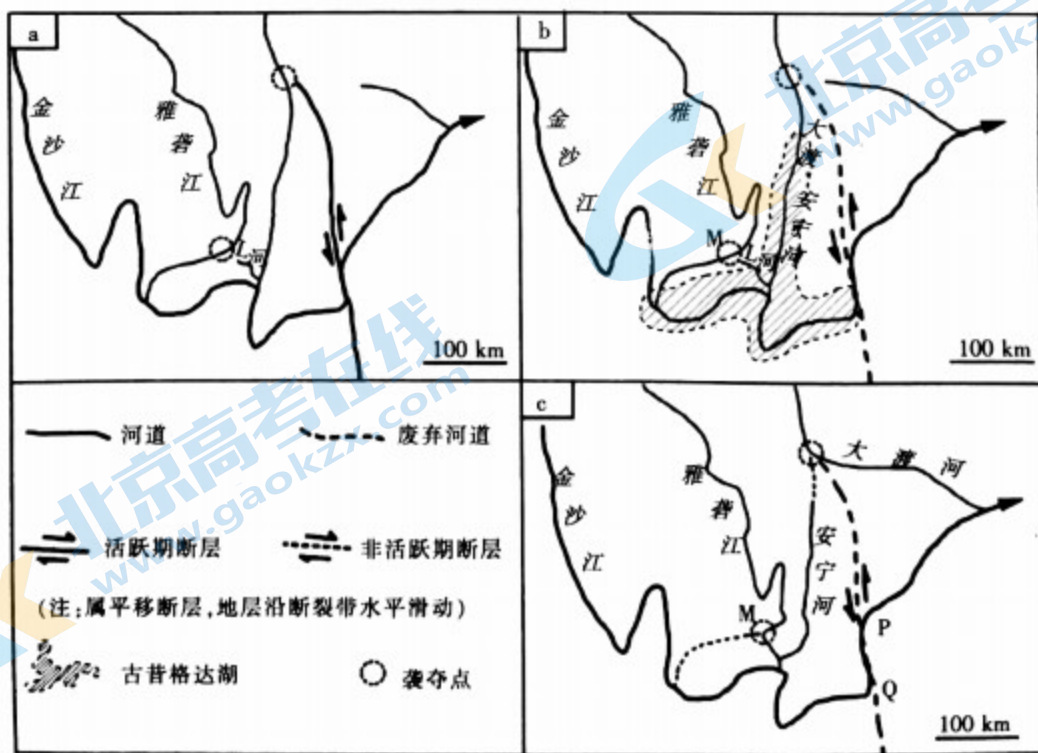 a
金沙江
雅砻江
L河
100 km
b
金沙江
雅砻江
M
L河
大渡
安宁河
100 km
河道
废弃河道
活跃期断层
非活跃期断层
(注:属平移断层,地层沿断裂带水平滑动)
古昔格达湖
袭夺点
c
金沙江
雅砻江
M
安宁河
大渡河
P
Q
100 km
北京高考在线
www.gaokzx.com